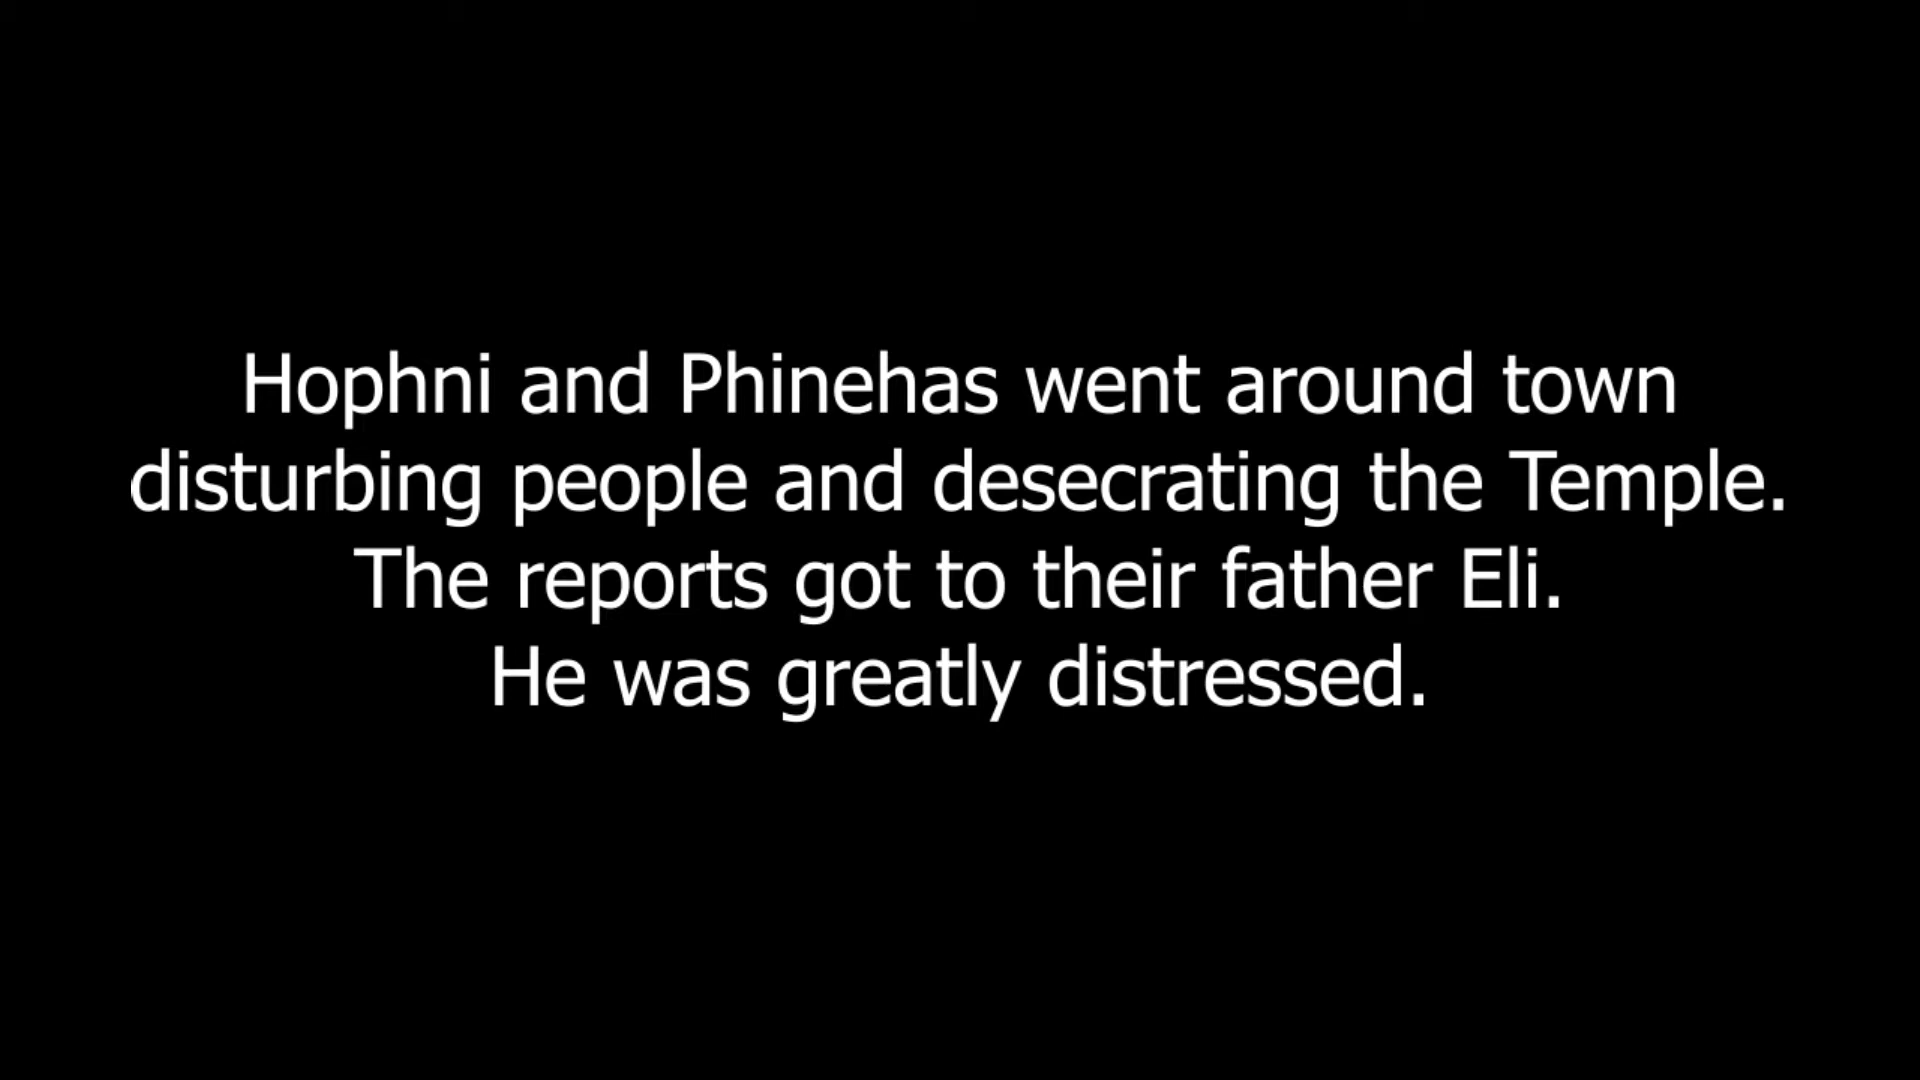 Hophni and Phinehas went around town
disturbing people and desecrating the Temple.
The reports got to their father Eli.
He was greatly distressed.